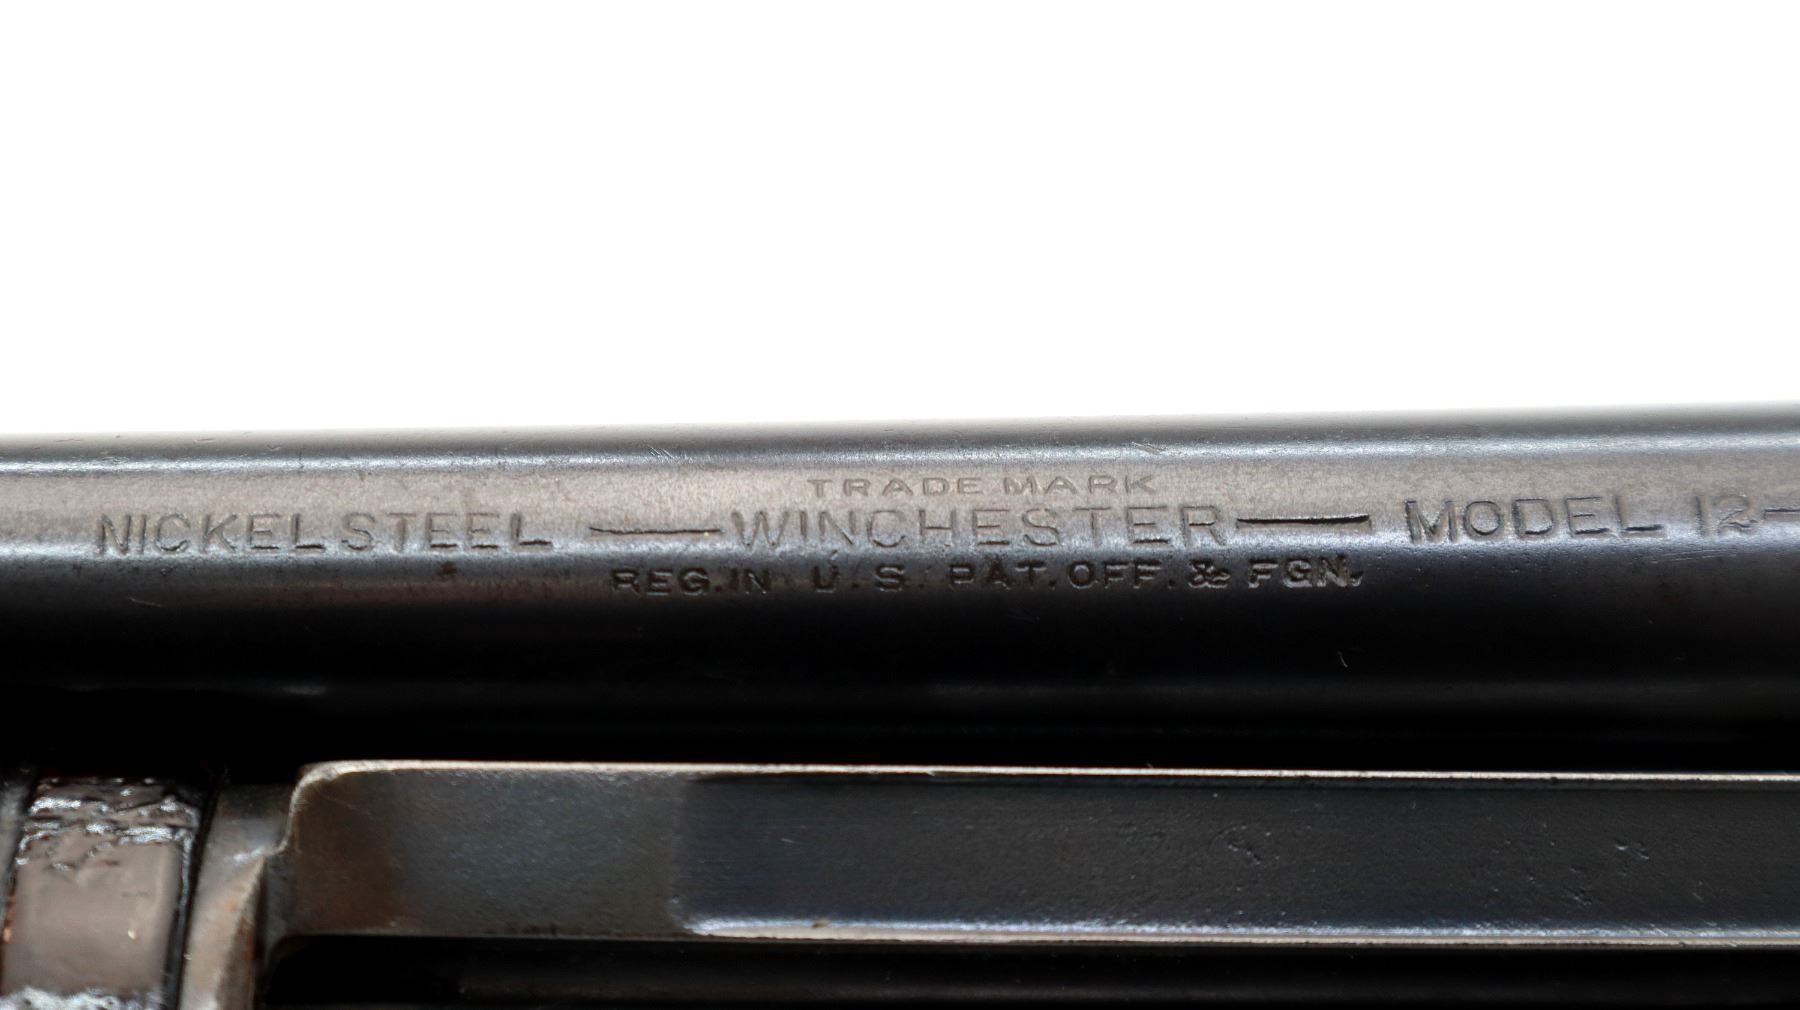 TRADE MARK
NICKEL STEEL — WINCHESTER — MODEL 12 —
REG. IN U. S. PAT. OFF. & FGN.